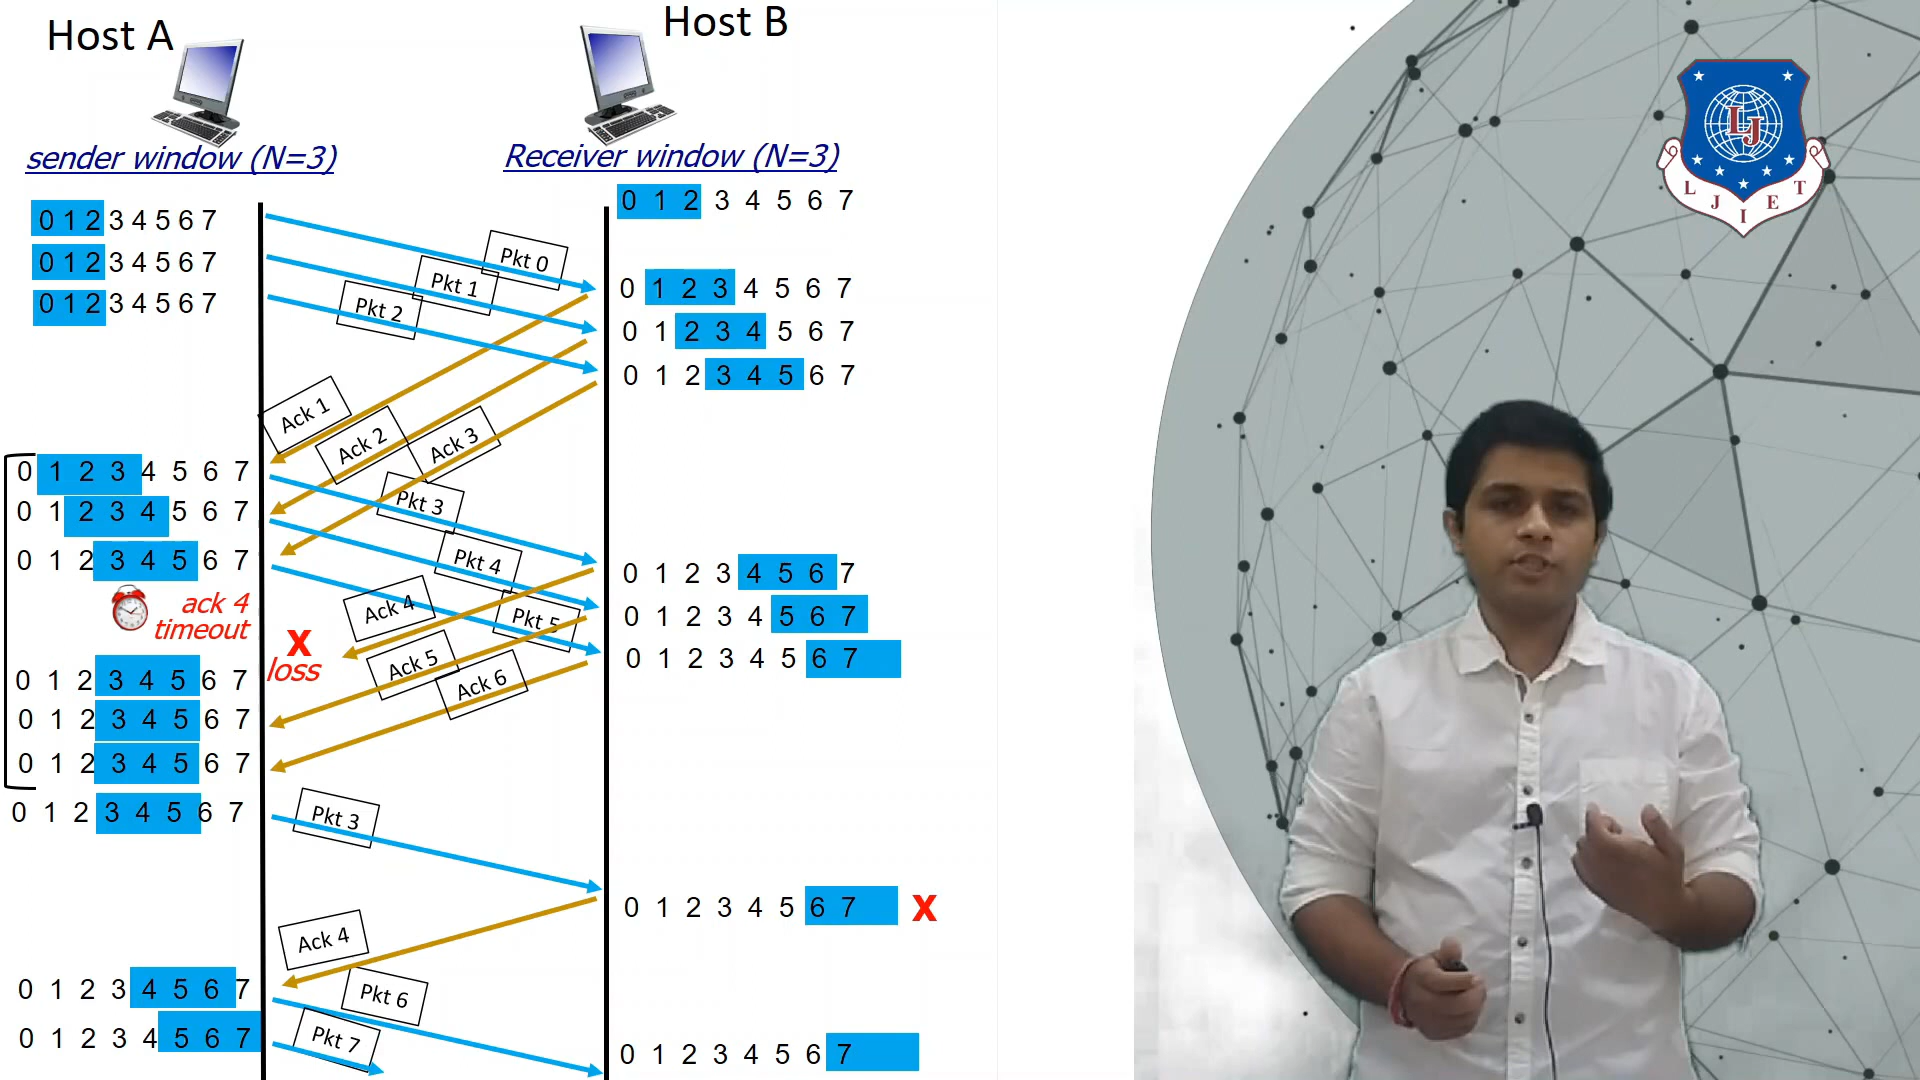 Host A
Host B
sender window (N=3)
Receiver window (N=3)
0 1 2 3 4 5 6 7
0 1 2 3 4 5 6 7
0 1 2 3 4 5 6 7
0 1 2 3 4 5 6 7
Pkt 0
Pkt 1
Pkt 2
0 1 2 3 4 5 6 7
0 1 2 3 4 5 6 7
0 1 2 3 4 5 6 7
Ack 1
Ack 2
Ack 3
0 1 2 3 4 5 6 7
0 1 2 3 4 5 6 7
0 1 2 3 4 5 6 7
Pkt 3
Pkt 4
Pkt 5
0 1 2 3 4 5 6 7
0 1 2 3 4 5 6 7
0 1 2 3 4 5 6 7
ack 4
timeout
X
loss
Ack 4
Ack 5
Ack 6
0 1 2 3 4 5 6 7
0 1 2 3 4 5 6 7
0 1 2 3 4 5 6 7
0 1 2 3 4 5 6 7
Pkt 3
0 1 2 3 4 5 6 7 X
Ack 4
0 1 2 3 4 5 6 7
Pkt 6
0 1 2 3 4 5 6 7
Pkt 7
0 1 2 3 4 5 6 7
LJ
L J I E T